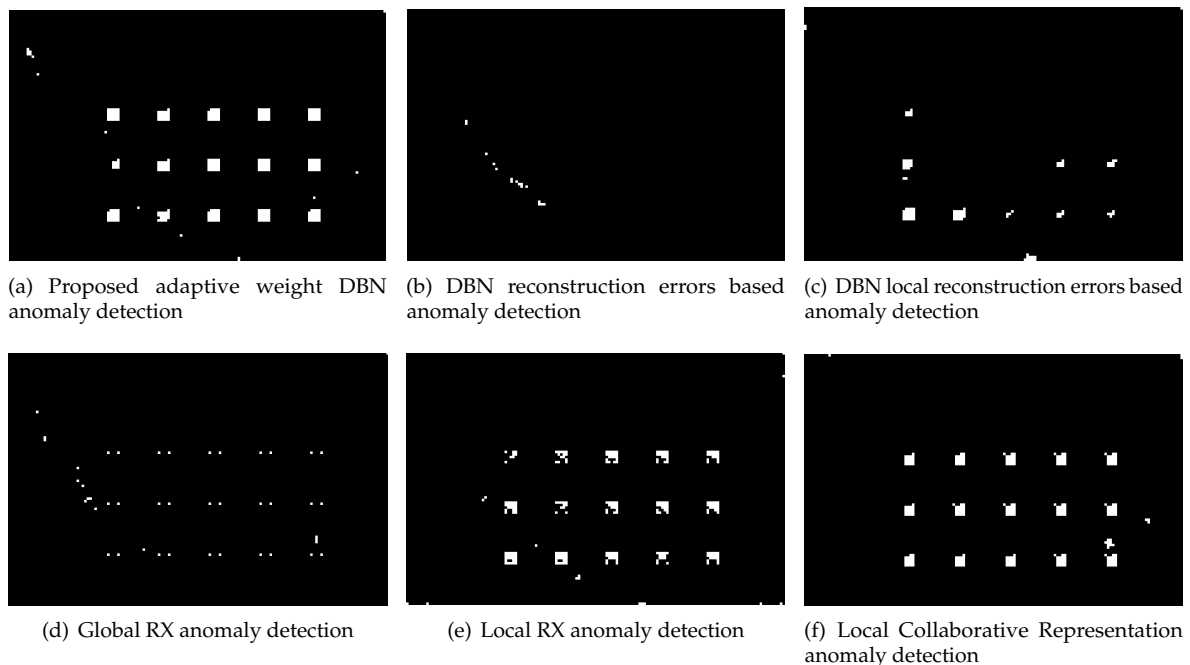 (a) Proposed adaptive weight DBN
anomaly detection
(b) DBN reconstruction errors based
anomaly detection
(c) DBN local reconstruction errors based
anomaly detection
(d) Global RX anomaly detection
(e) Local RX anomaly detection
(f) Local Collaborative Representation
anomaly detection